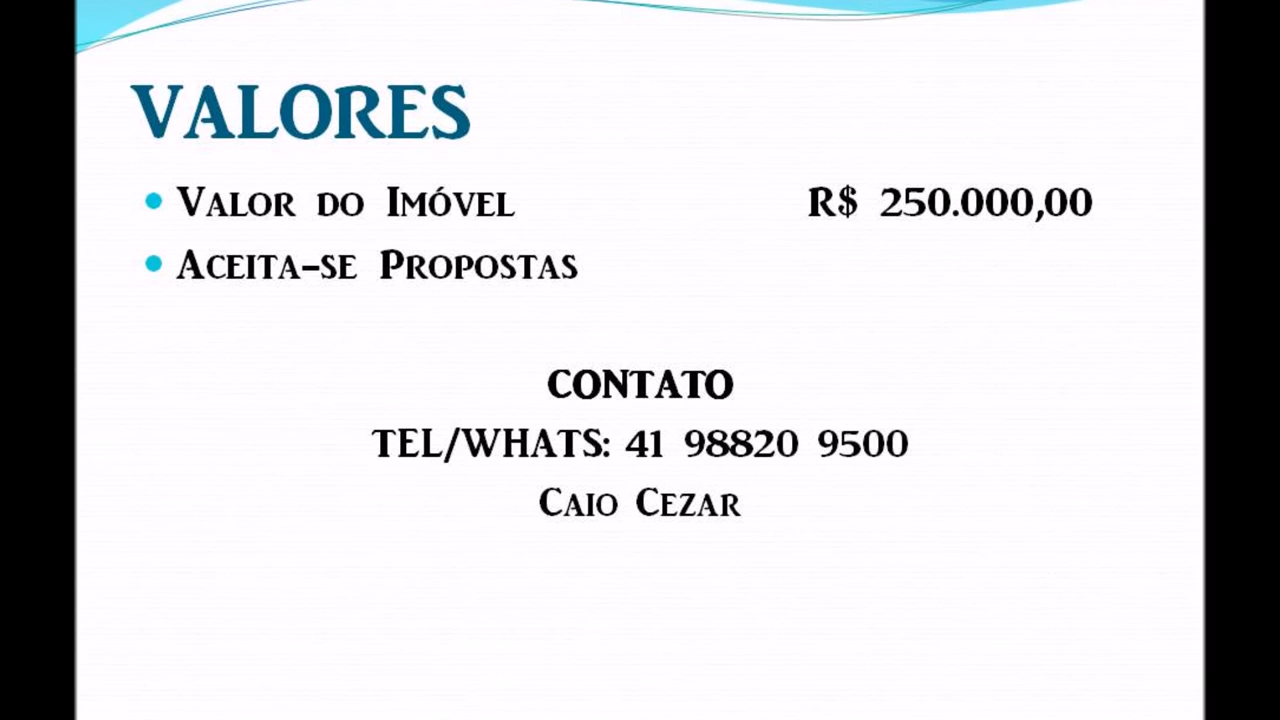 VALORES
Valor do Imóvel R$ 250.000,00
Aceita-se Propostas
CONTATO
TEL/WHATS: 41 98820 9500
Caio Cezar